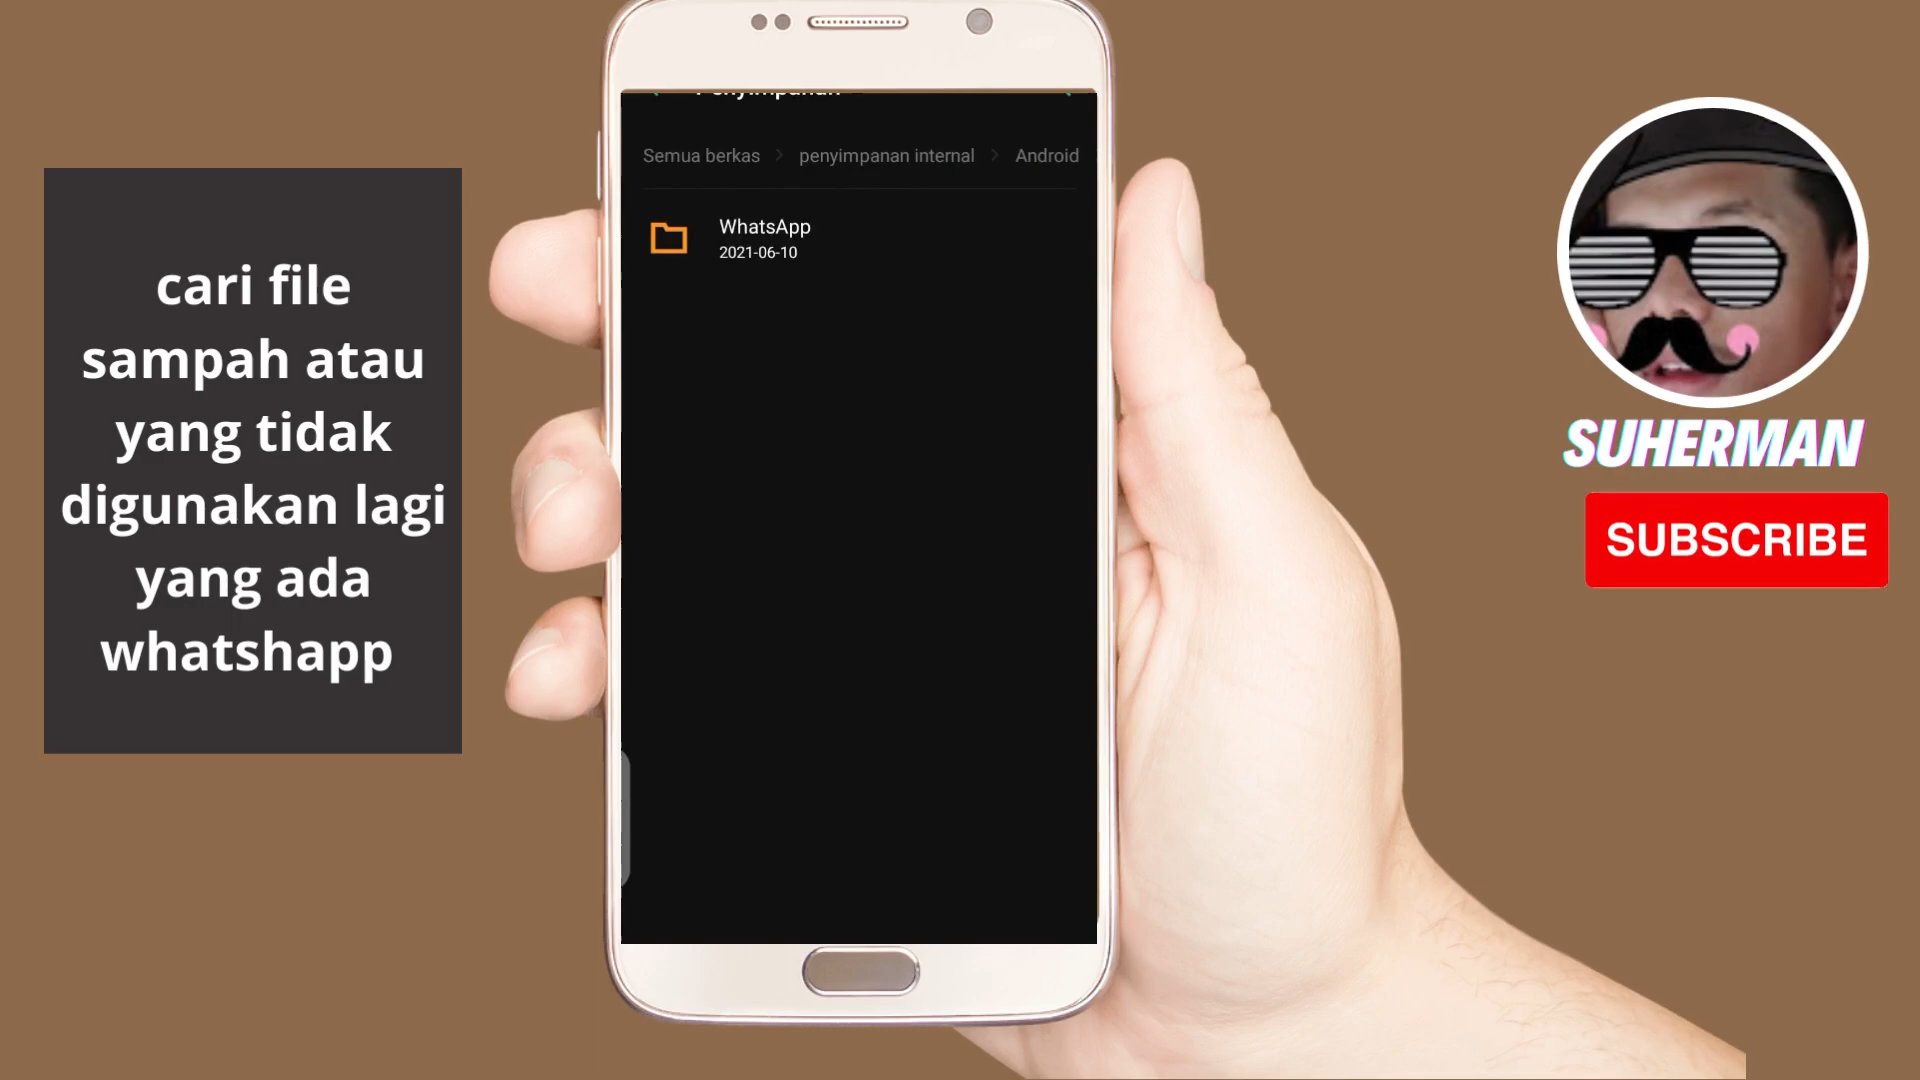 cari file
sampah atau
yang tidak
digunakan lagi
yang ada
whatshapp
Penyimpanan
Semua berkas > penyimpanan internal > Android
WhatsApp
2021-06-10
SUHERMAN
SUBSCRIBE